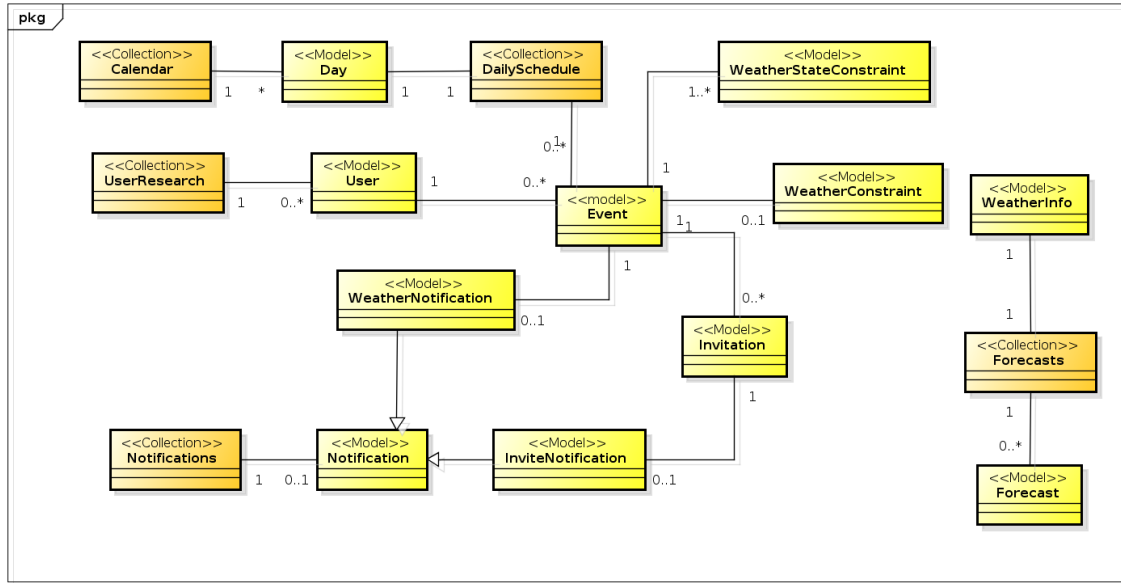 pkg
<<Collection>>
Calendar
1
*
<<Model>>
Day
1
1
<<Collection>>
DailySchedule
1
0..*
<<Model>>
WeatherStateConstraint
1..*
1
<<Collection>>
UserResearch
1
0..*
<<Model>>
User
1
0..*
<<model>>
Event
1
0..1
<<Model>>
WeatherConstraint
<<Model>>
WeatherInfo
1
1
1
1
<<Model>>
WeatherNotification
0..1
0..*
<<Model>>
Invitation
1
<<Collection>>
Forecasts
1
0..*
<<Collection>>
Notifications
1
0..1
<<Model>>
Notification
<<Model>>
InviteNotification
0..1
<<Model>>
Forecast